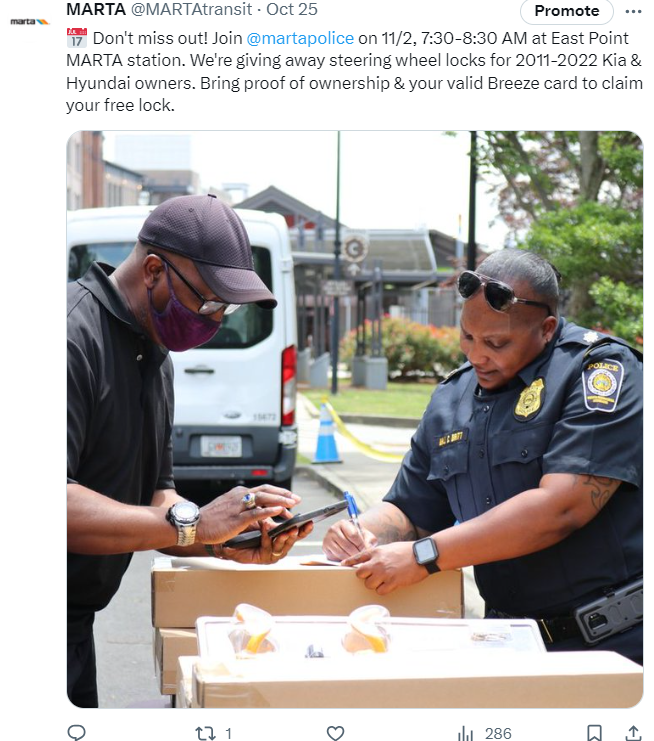 MARTA @MARTAtransit · Oct 25
Promote
marta
JUL
17
Don't miss out! Join @martapolice on 11/2, 7:30-8:30 AM at East Point
MARTA station. We're giving away steering wheel locks for 2011-2022 Kia &
Hyundai owners. Bring proof of ownership & your valid Breeze card to claim
your free lock.
POLICE
1
286